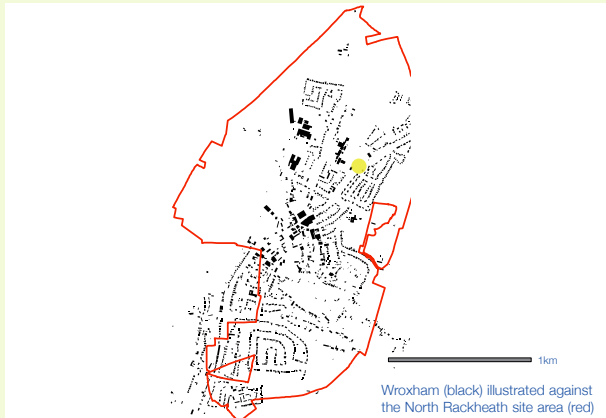 1km
Wroxham (black) illustrated against
the North Rackheath site area (red)